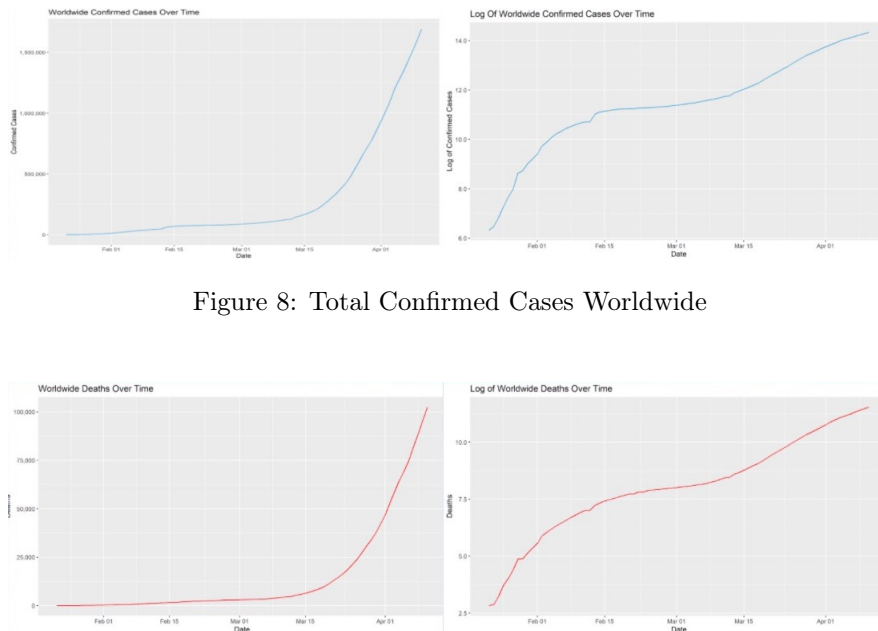 Worldwide Confirmed Cases Over Time
1,500,000
1,000,000
500,000
0
Confirmed Cases
Feb 01 Feb 15 Mar 01 Mar 15 Apr 01
Date
Log Of Worldwide Confirmed Cases Over Time
14.0
12.0
10.0
8.0
6.0
Log of Confirmed Cases
Feb 01 Feb 15 Mar 01 Mar 15 Apr 01
Date
Figure 8: Total Confirmed Cases Worldwide
Worldwide Deaths Over Time
100,000
75,000
50,000
25,000
0
Deaths
Feb 01 Feb 15 Mar 01 Mar 15 Apr 01
Date
Log of Worldwide Deaths Over Time
10.0
7.5
5.0
2.5
Deaths
Feb 01 Feb 15 Mar 01 Mar 15 Apr 01
Date